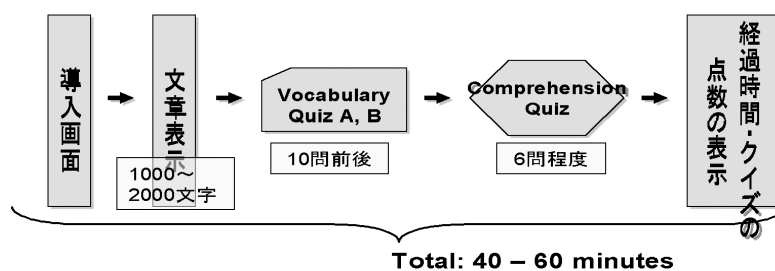 導入画面
文章表示
1000～
2000文字
Vocabulary
Quiz A, B
10問前後
Comprehension
Quiz
6問程度
経過時間・クイズの
点数の表示
Total: 40 – 60 minutes